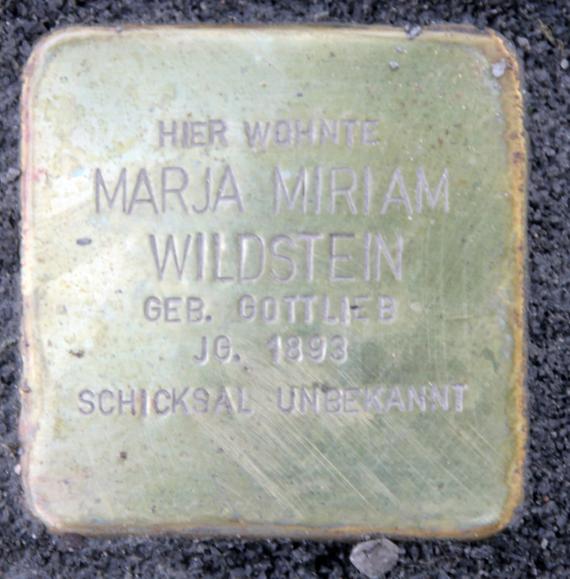 HIER WOHNTE
MARJA MIRIAM
WILDSTEIN
GEB. GOTTLIEB
JG. 1893
SCHICKSAL UNBEKANNT